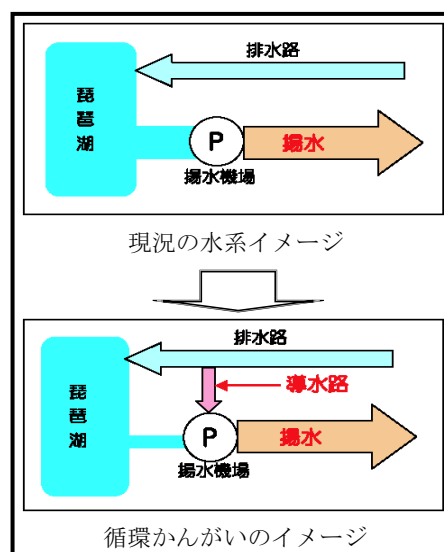 排水路
琵琶湖
P
揚水
揚水機場
現況の水系イメージ
排水路
導水路
琵琶湖
P
揚水
揚水機場
循環かんがいのイメージ